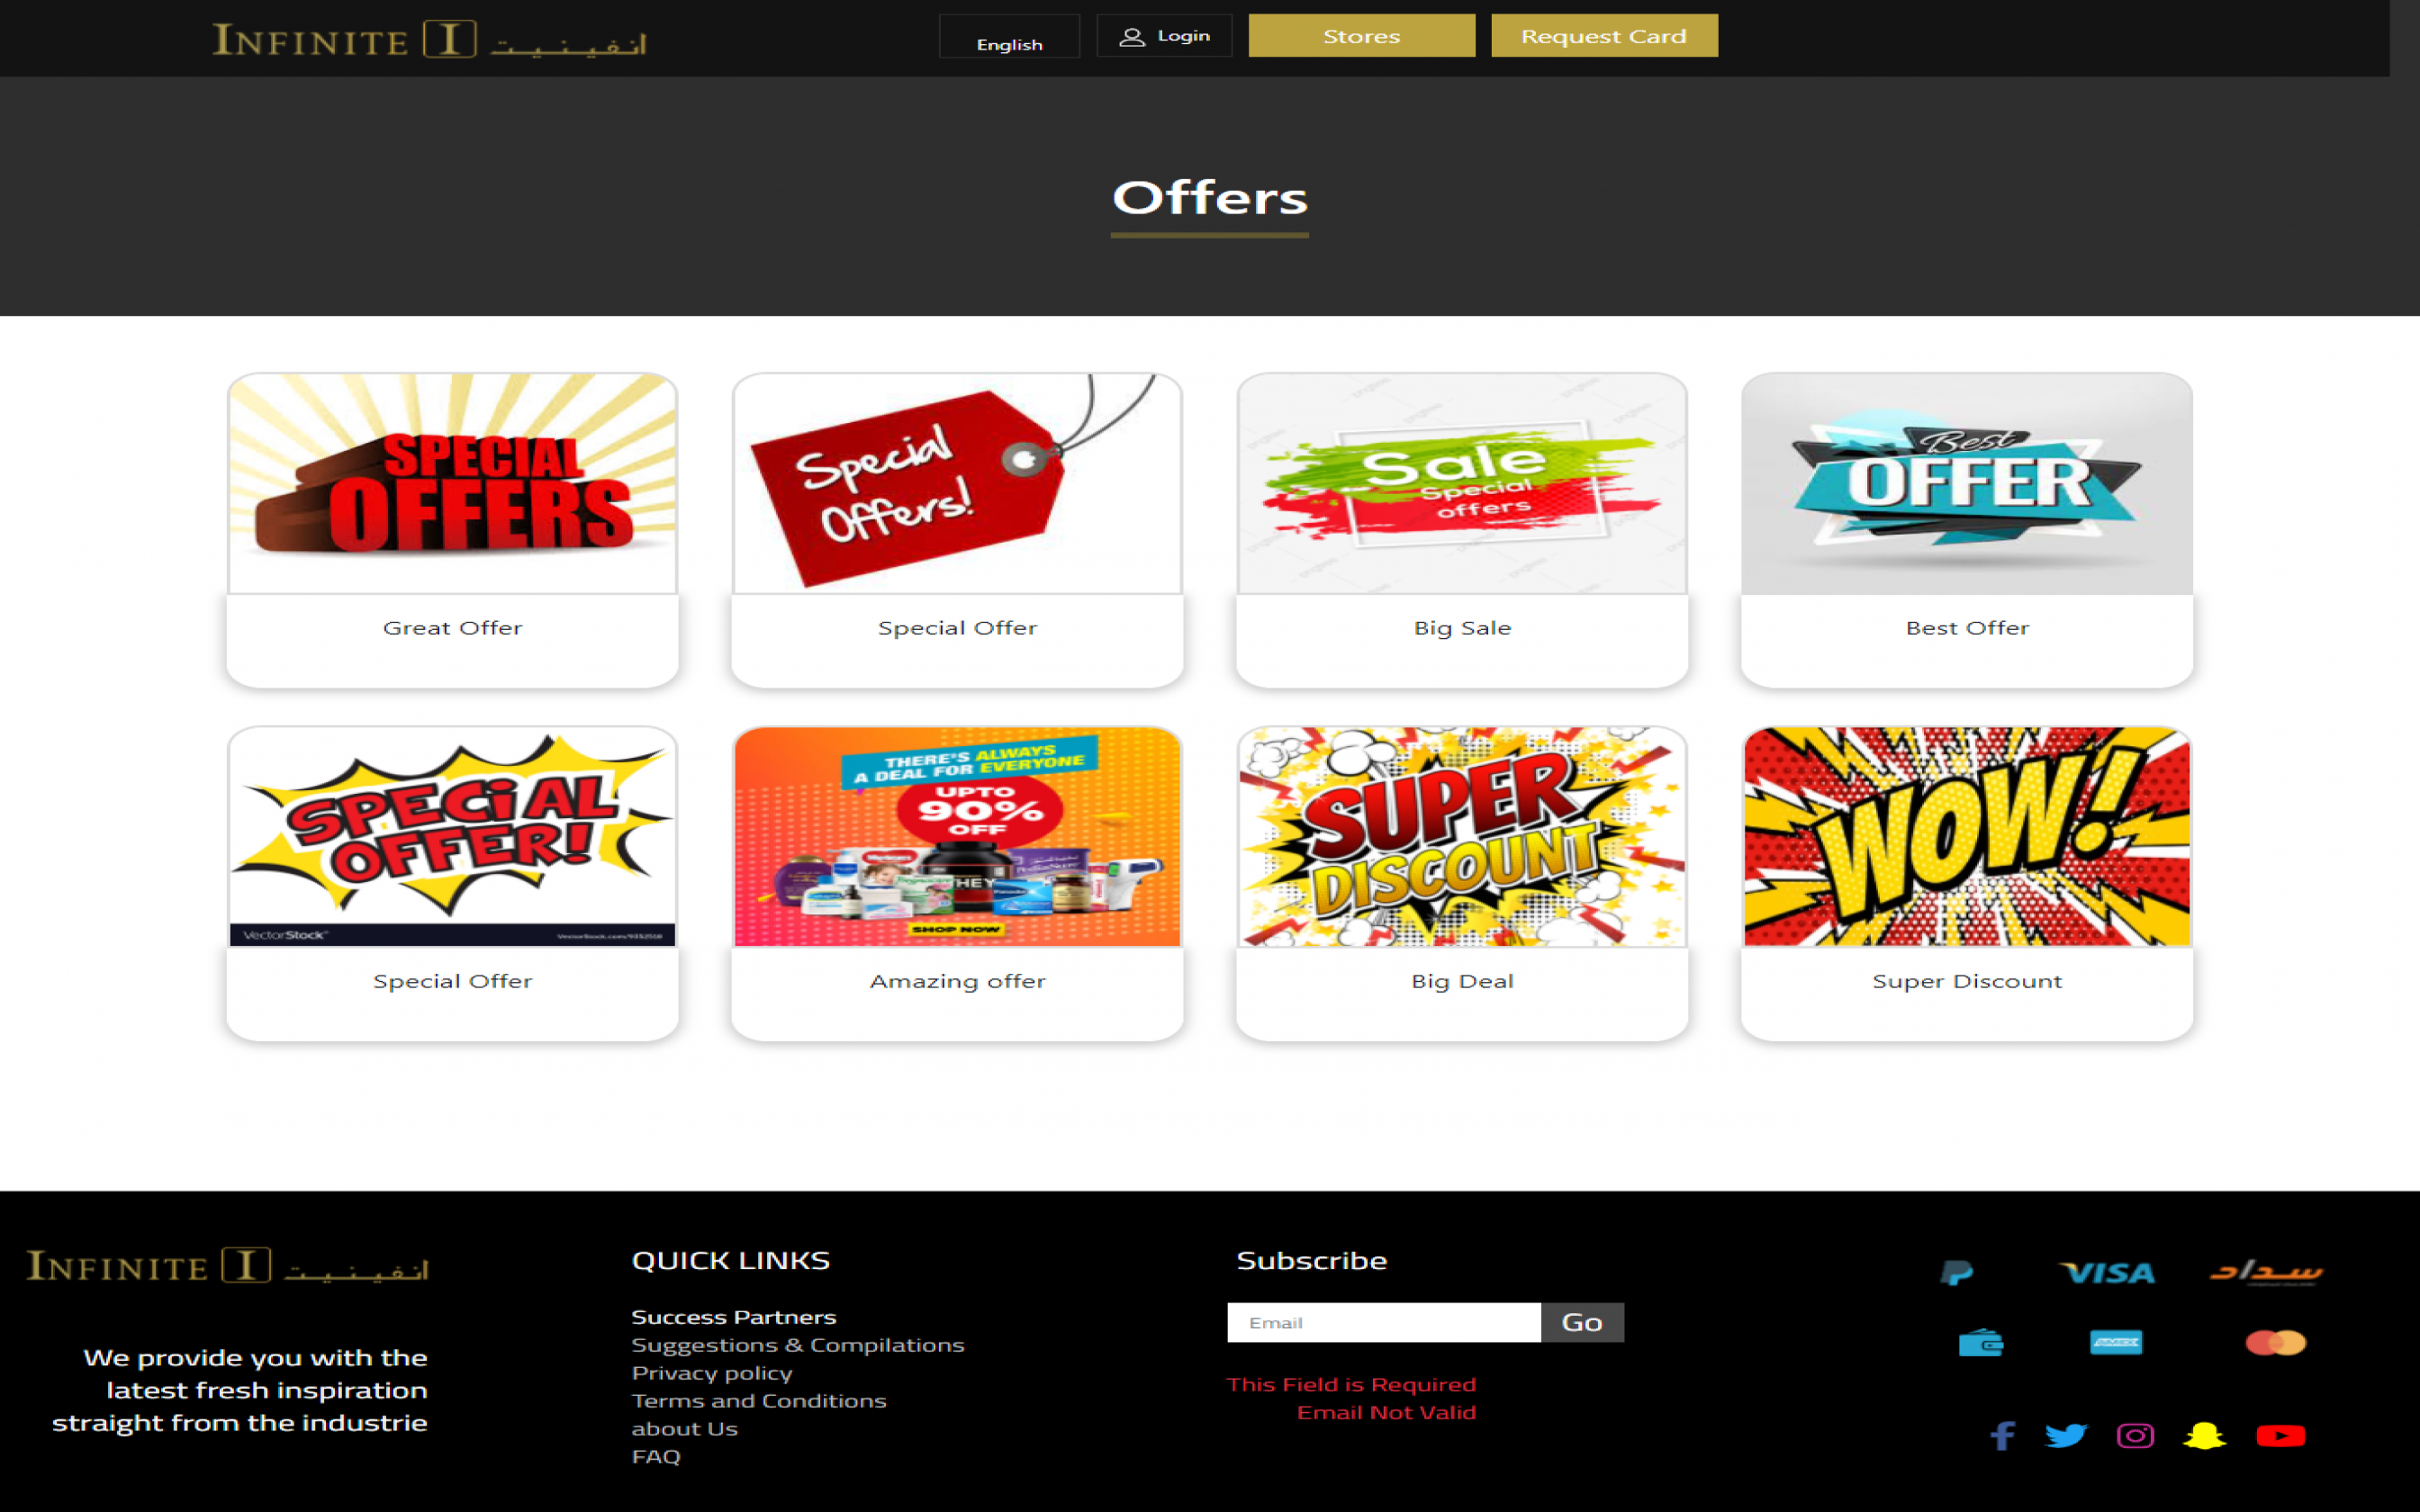 INFINITE I انفينيت
English
Login
Stores
Request Card
Offers
SPECIAL
OFFERS
Great Offer
Special
Offers!
Special Offer
Sale
Special
offers
Big Sale
Best
OFFER
Best Offer
SPECIAL
OFFER!
VectorStock
Special Offer
THERE'S ALWAYS
A DEAL FOR EVERYONE
UPTO
90%
OFF
WHEY
SHOP NOW
Amazing offer
SUPER
DISCOUNT
Big Deal
WOW!
Super Discount
INFINITE I انفينيت
We provide you with the
latest fresh inspiration
straight from the industrie
QUICK LINKS
Success Partners
Suggestions & Compilations
Privacy policy
Terms and Conditions
about Us
FAQ
Subscribe
Email
Go
This Field is Required
Email Not Valid
VISA
سداد
AMEX